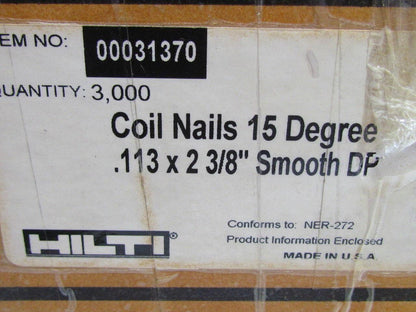 EM NO: 00031370
QUANTITY: 3,000
Coil Nails 15 Degree
.113 x 2 3/8" Smooth DP
Conforms to: NER-272
Product Information Enclosed
MADE IN U.S.A
HILTI